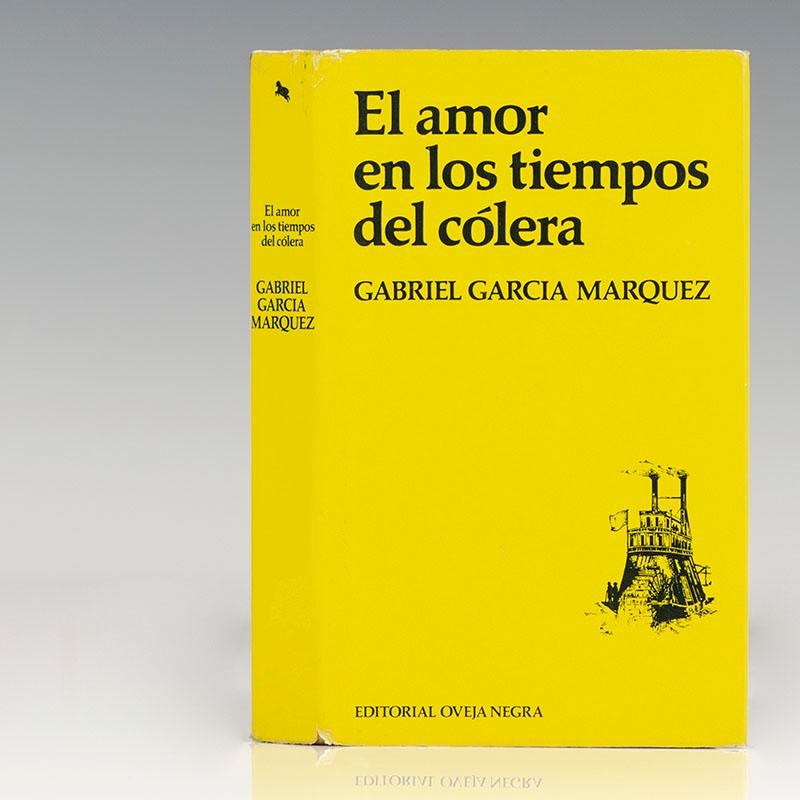 El amor
en los tiempos
del cólera
GABRIEL
GARCIA
MARQUEZ
El amor
en los tiempos
del cólera
GABRIEL GARCIA MARQUEZ
EDITORIAL OVEJA NEGRA